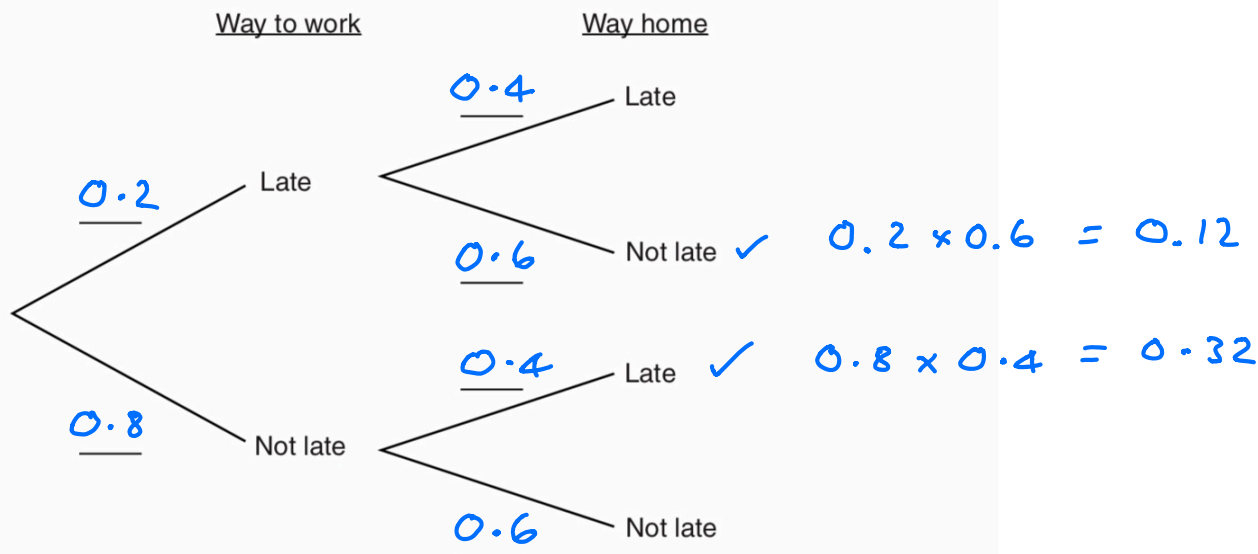 Way to work Way home
0.4 Late
0.2 Late
0.6 Not late ✓ 0.2 × 0.6 = 0.12
0.4 Late ✓ 0.8 × 0.4 = 0.32
0.8 Not late
0.6 Not late